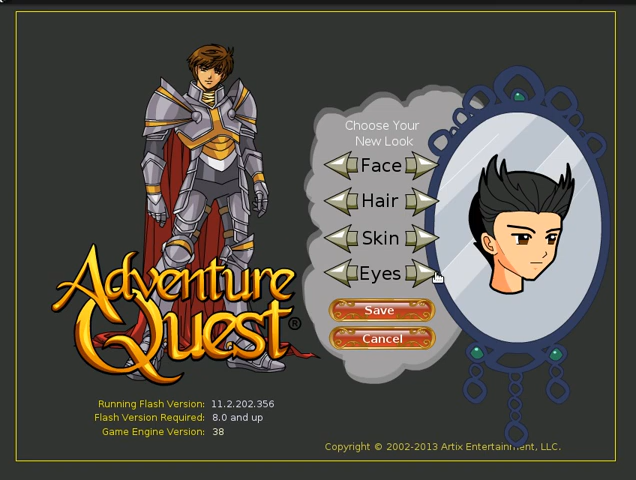 Choose Your
New Look
Face
Hair
Skin
Eyes
Save
Cancel
Adventure
Quest®
Running Flash Version: 11.2.202.356
Flash Version Required: 8.0 and up
Game Engine Version: 38
Copyright © 2002-2013 Artix Entertainment, LLC.